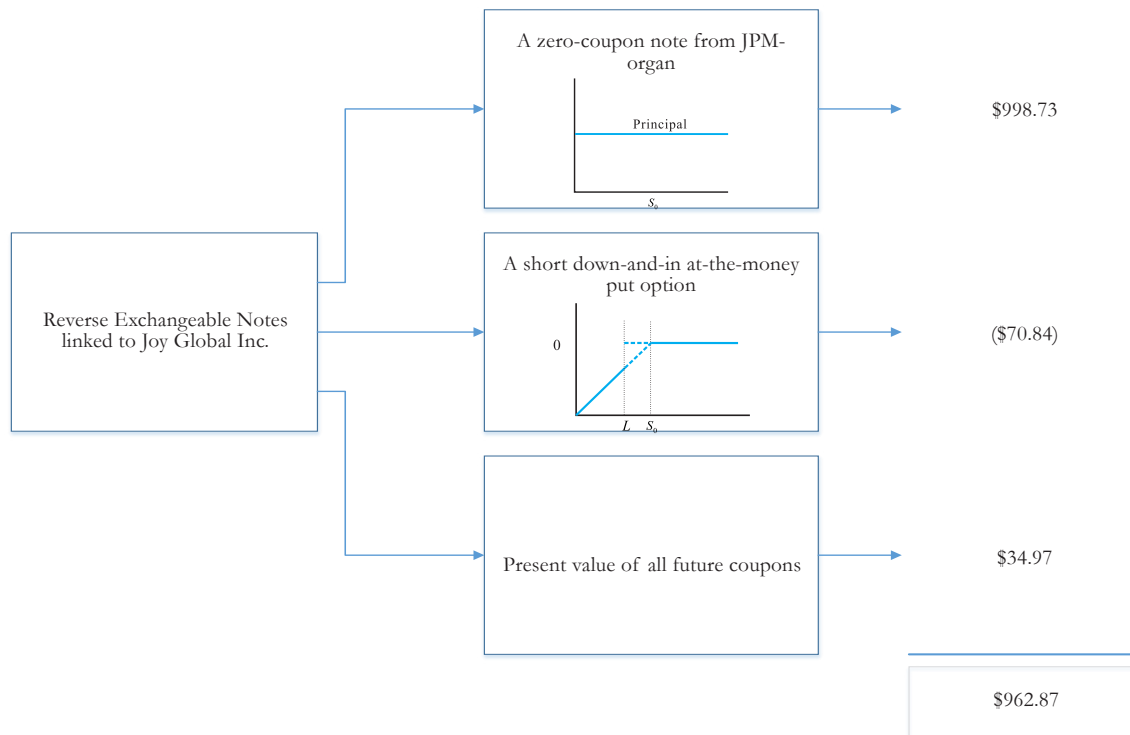 A zero-coupon note from JPM-
organ
Principal
S0
$998.73
Reverse Exchangeable Notes
linked to Joy Global Inc.
A short down-and-in at-the-money
put option
0
L S0
($70.84)
Present value of all future coupons
$34.97
$962.87